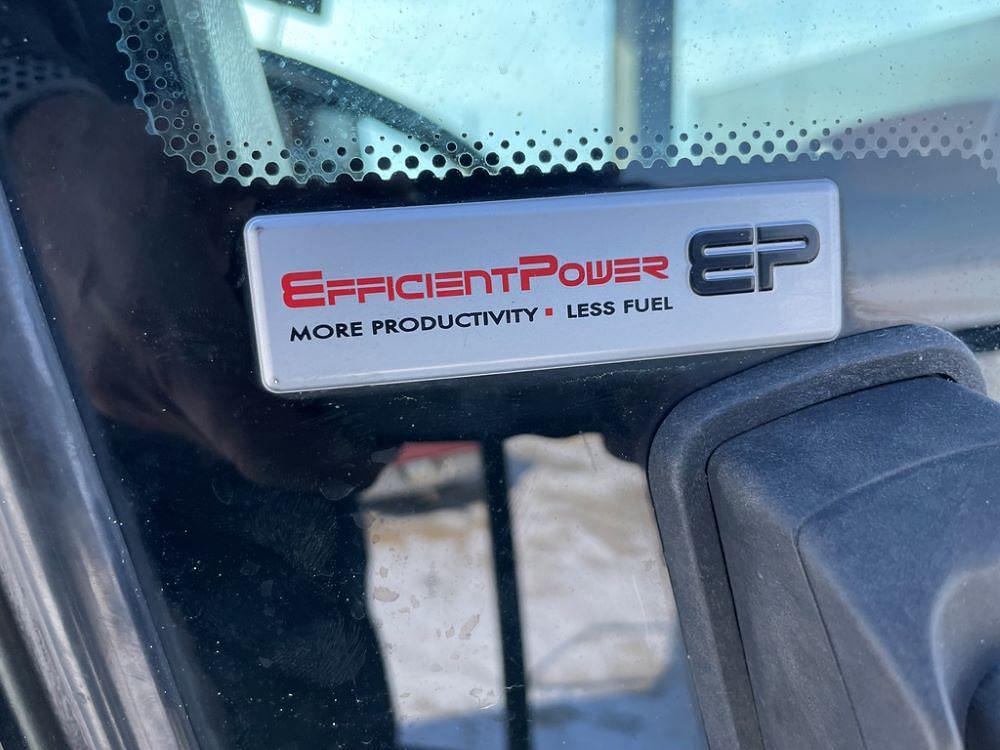 EFFICIENTPOWER
MORE PRODUCTIVITY ▪ LESS FUEL
EP